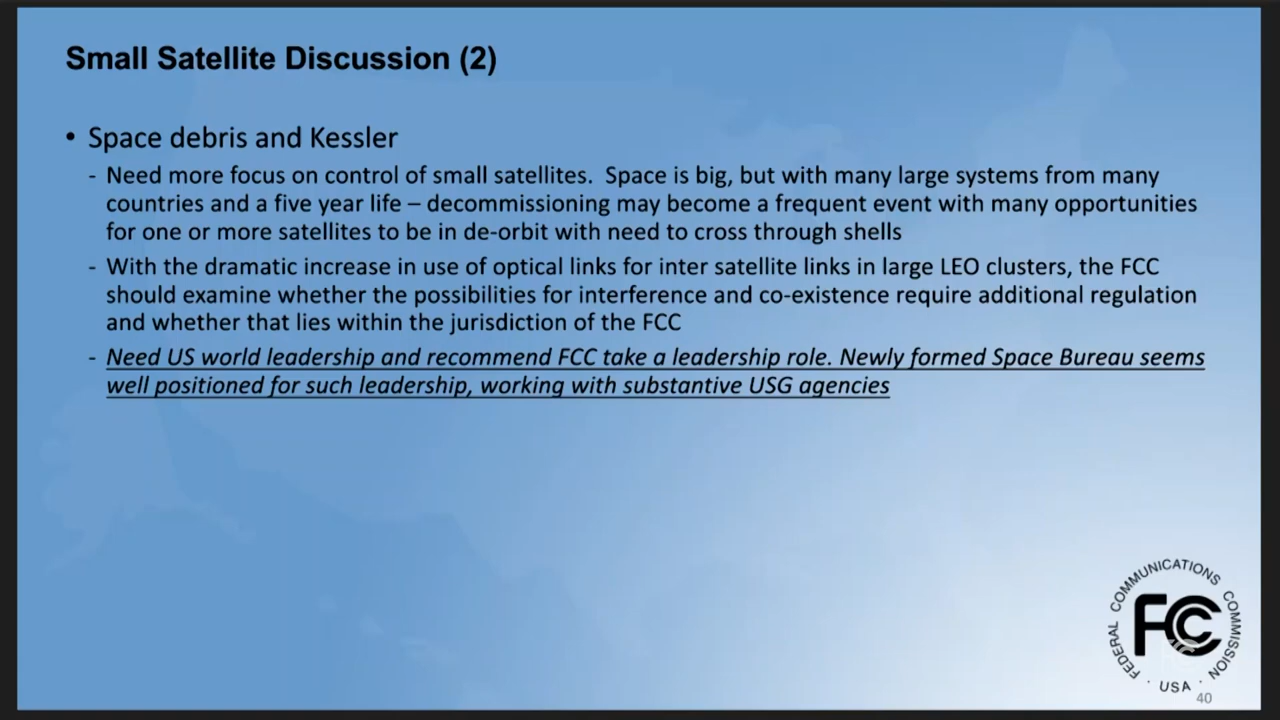 Small Satellite Discussion (2)
• Space debris and Kessler
- Need more focus on control of small satellites.  Space is big, but with many large systems from many
countries and a five year life – decommissioning may become a frequent event with many opportunities
for one or more satellites to be in de-orbit with need to cross through shells
- With the dramatic increase in use of optical links for inter satellite links in large LEO clusters, the FCC
should examine whether the possibilities for interference and co-existence require additional regulation
and whether that lies within the jurisdiction of the FCC
- Need US world leadership and recommend FCC take a leadership role. Newly formed Space Bureau seems
well positioned for such leadership, working with substantive USG agencies
FEDERAL COMMUNICATIONS COMMISSION
FCC
· USA ·
40